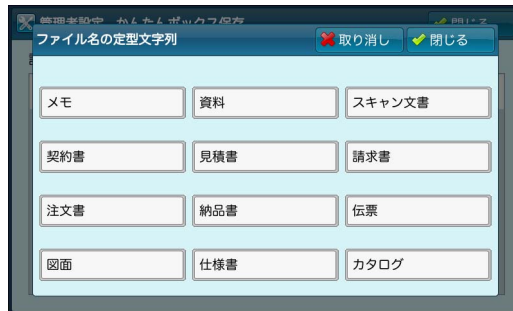 管理者設定 かんたんボックス保存
閉じる
ファイル名の定型文字列
取り消し
閉じる
メモ
資料
スキャン文書
契約書
見積書
請求書
注文書
納品書
伝票
図面
仕様書
カタログ